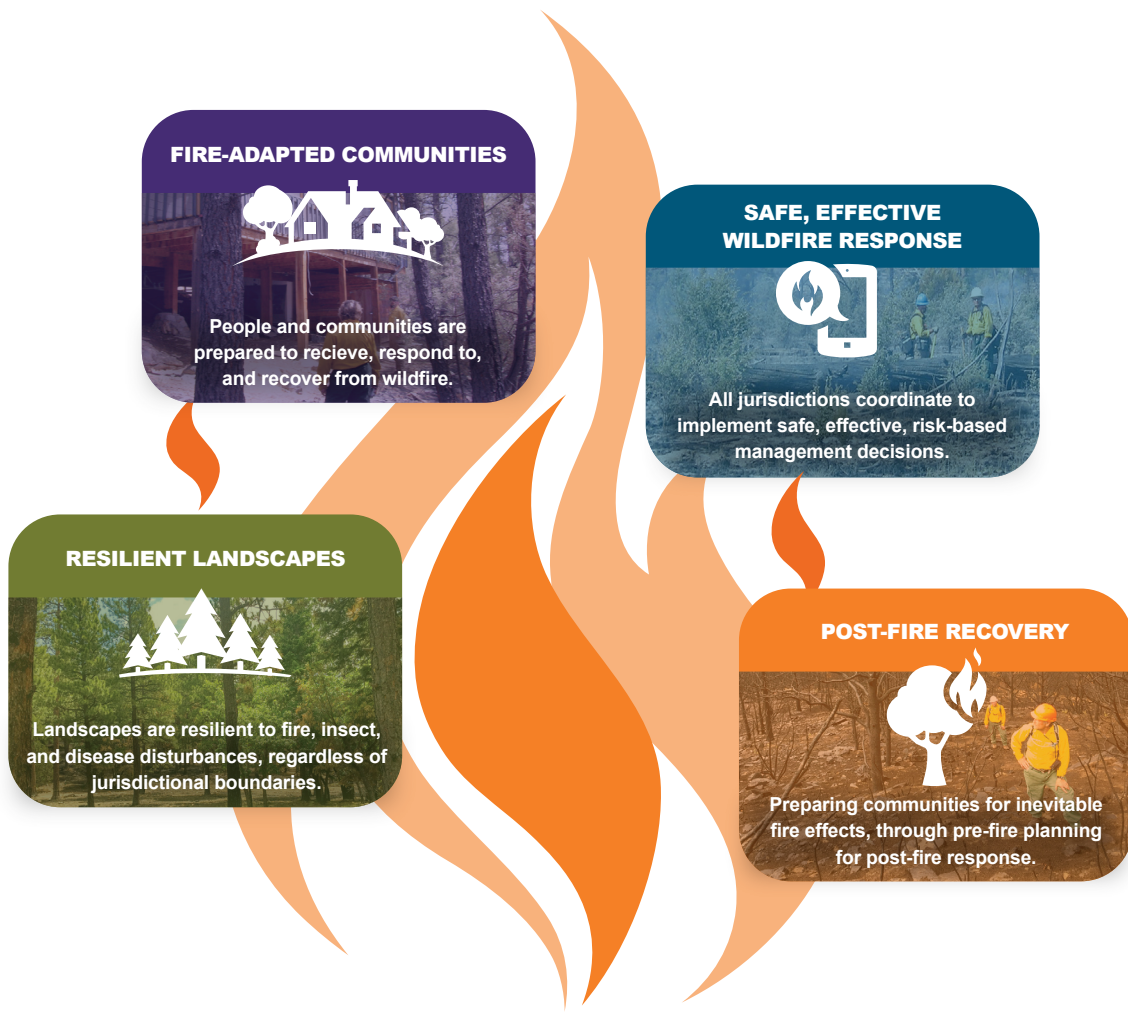 FIRE-ADAPTED COMMUNITIES
People and communities are
prepared to recieve, respond to,
and recover from wildfire.
SAFE, EFFECTIVE
WILDFIRE RESPONSE
All jurisdictions coordinate to
implement safe, effective, risk-based
management decisions.
RESILIENT LANDSCAPES
Landscapes are resilient to fire, insect,
and disease disturbances, regardless of
jurisdictional boundaries.
POST-FIRE RECOVERY
Preparing communities for inevitable
fire effects, through pre-fire planning
for post-fire response.